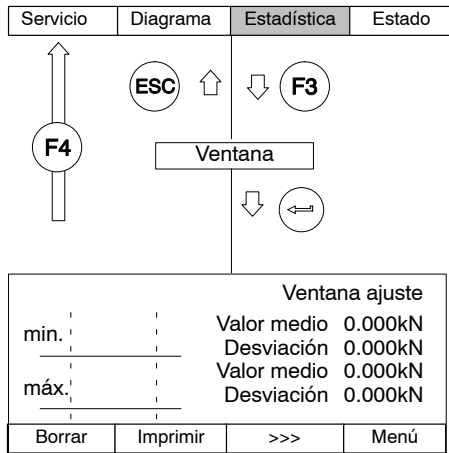 Servicio Diagrama Estadística Estado
ESC F3
F4
Ventana
Ventana ajuste
min.
Valor medio 0.000kN
Desviación 0.000kN
máx.
Valor medio 0.000kN
Desviación 0.000kN
Borrar Imprimir >>> Menú